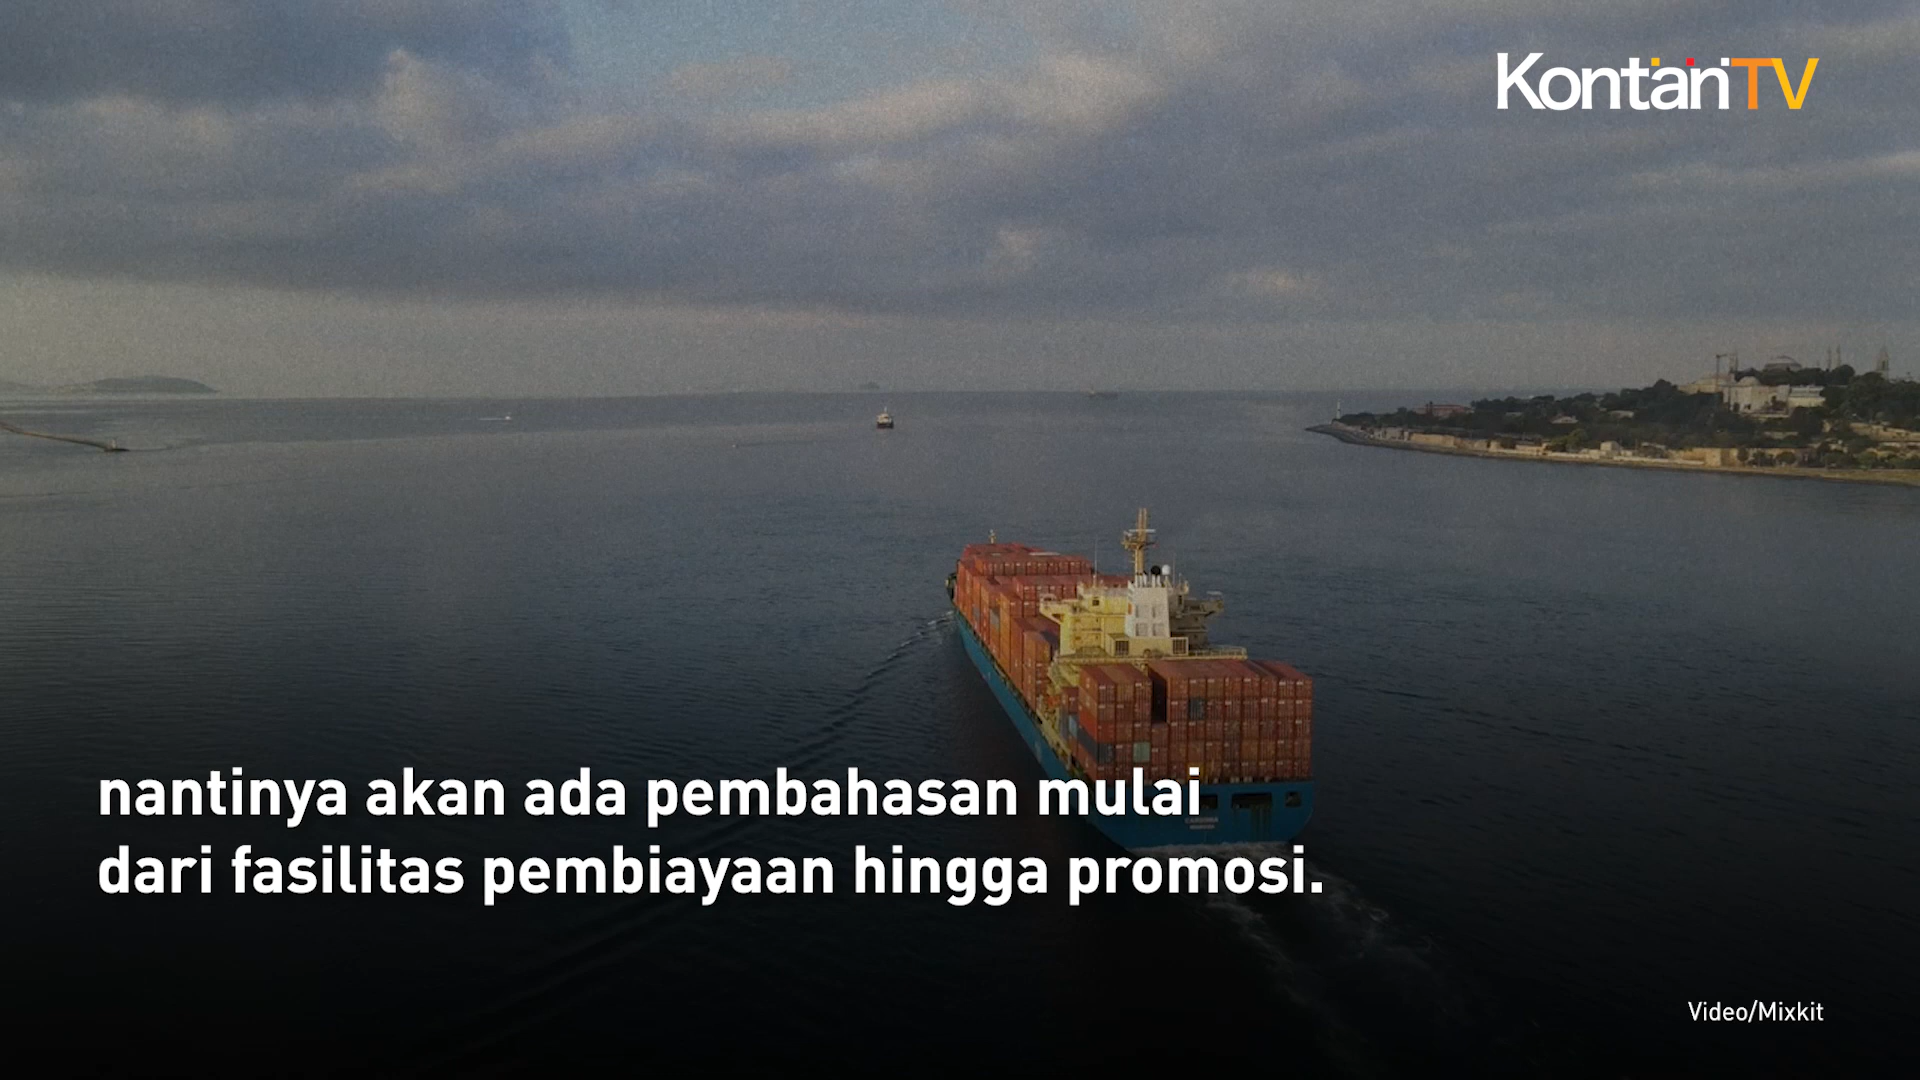 KontanTV
nantinya akan ada pembahasan mulai
dari fasilitas pembiayaan hingga promosi.
Video/Mixkit